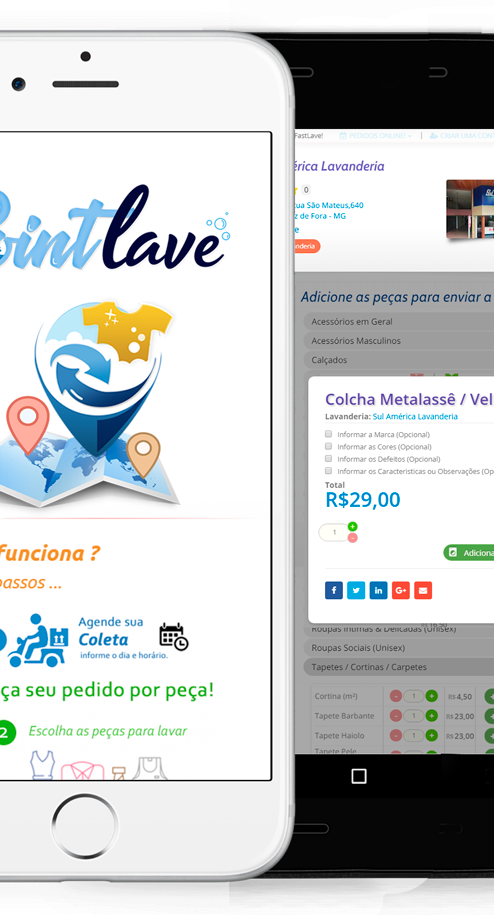 ointlave
funciona ?
passos ...
Agende sua
Coleta
informe o dia e horário.
ça seu pedido por peça!
2
Escolha as peças para lavar
FastLave!
PEDIDOS ONLINE
CRIAR UMA CON
érica Lavanderia
0
ua São Mateus,640
z de Fora - MG
e
nderia
Adicione as peças para enviar a
Acessórios em Geral
Acessórios Masculinos
Calçados
Colcha Metalassê / Vel
Lavanderia: Sul América Lavanderia
Informar a Marca (Opcional)
Informar as Cores (Opcional)
Informar os Defeitos (Opcional)
Informar os Caracteristicas ou Observações (Op
Total
R$29,00
1
Adiciona
Roupas Intimas & Delicadas (Unisex)
Roupas Sociais (Unisex)
Tapetes / Cortinas / Carpetes
Cortina (m²) - 1 + R$ 4,50
Tapete Barbante - 1 + R$ 23,00
Tapete Haiolo - 1 + R$ 23,00
Tapete Pele